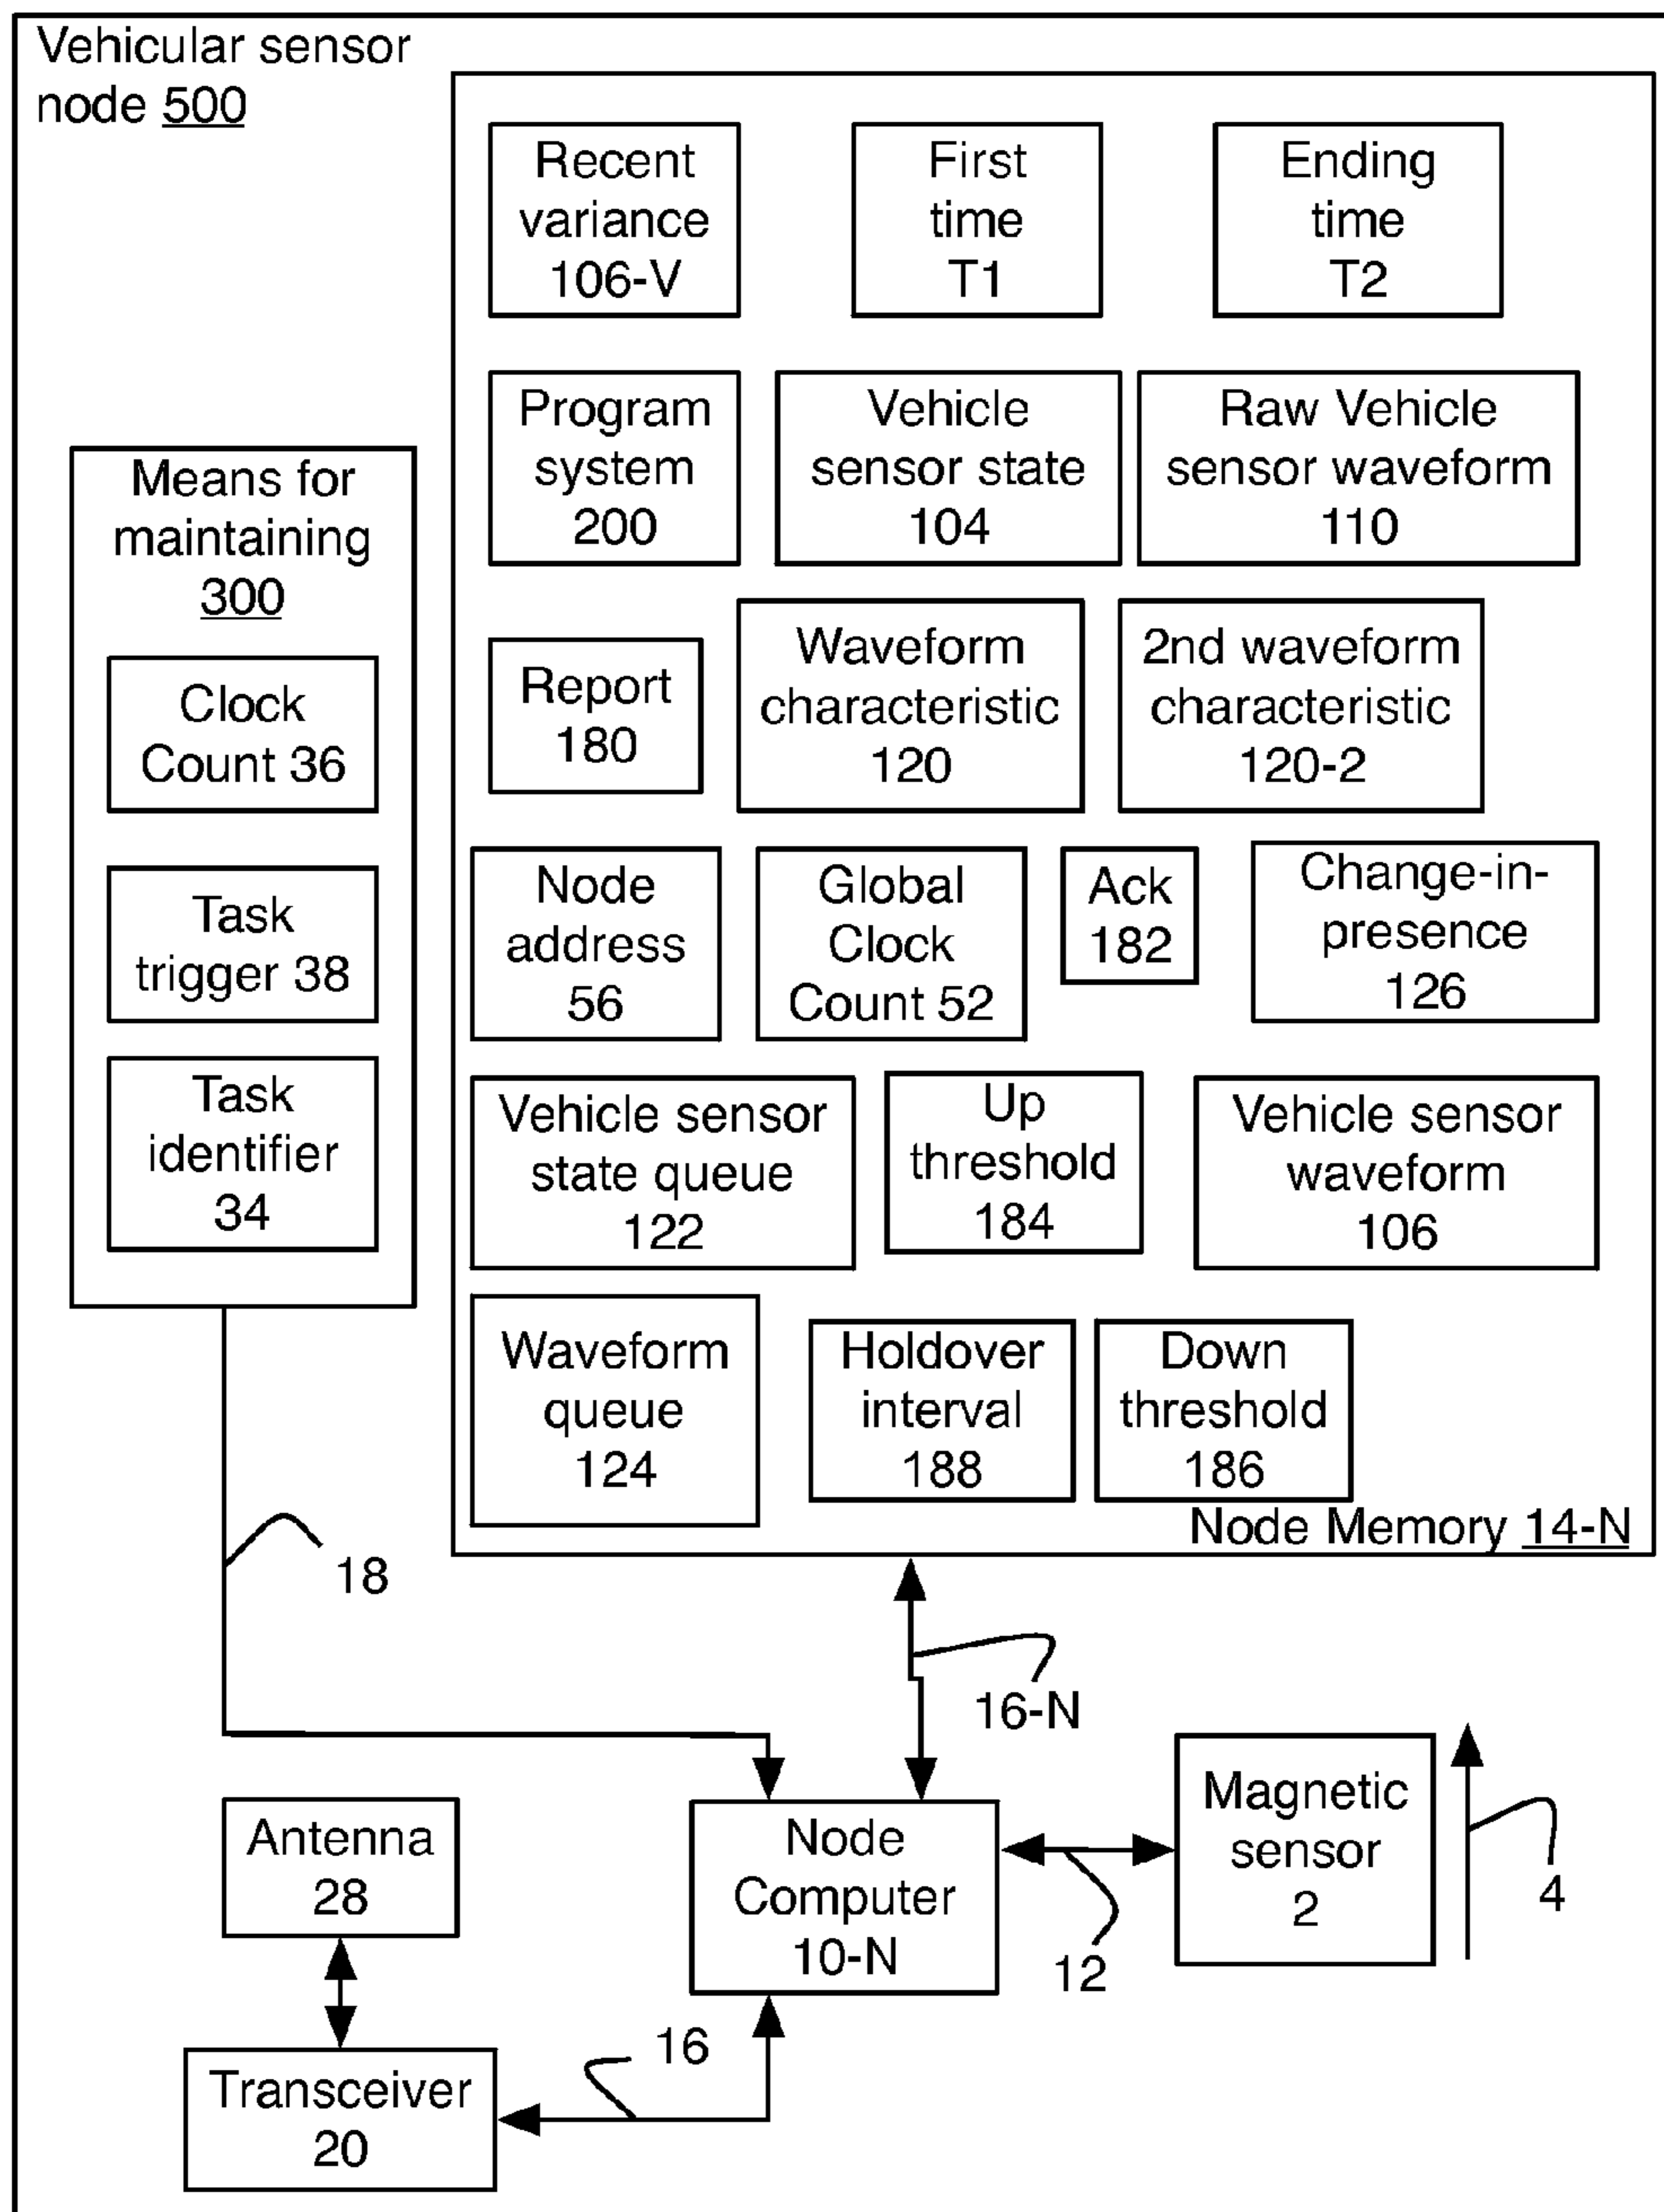 Vehicular sensor
node 500
Recent
variance
106-V
First
time
T1
Ending
time
T2
Program
system
200
Vehicle
sensor state
104
Raw Vehicle
sensor waveform
110
Means for
maintaining
300
Clock
Count 36
Task
trigger 38
Task
identifier
34
Report
180
Waveform
characteristic
120
2nd waveform
characteristic
120-2
Node
address
56
Global
Clock
Count 52
Ack
182
Change-in-
presence
126
Vehicle sensor
state queue
122
Up
threshold
184
Vehicle sensor
waveform
106
Waveform
queue
124
Holdover
interval
188
Down
threshold
186
Node Memory 14-N
18
16-N
Antenna
28
Node
Computer
10-N
Magnetic
sensor
2
4
12
16
Transceiver
20